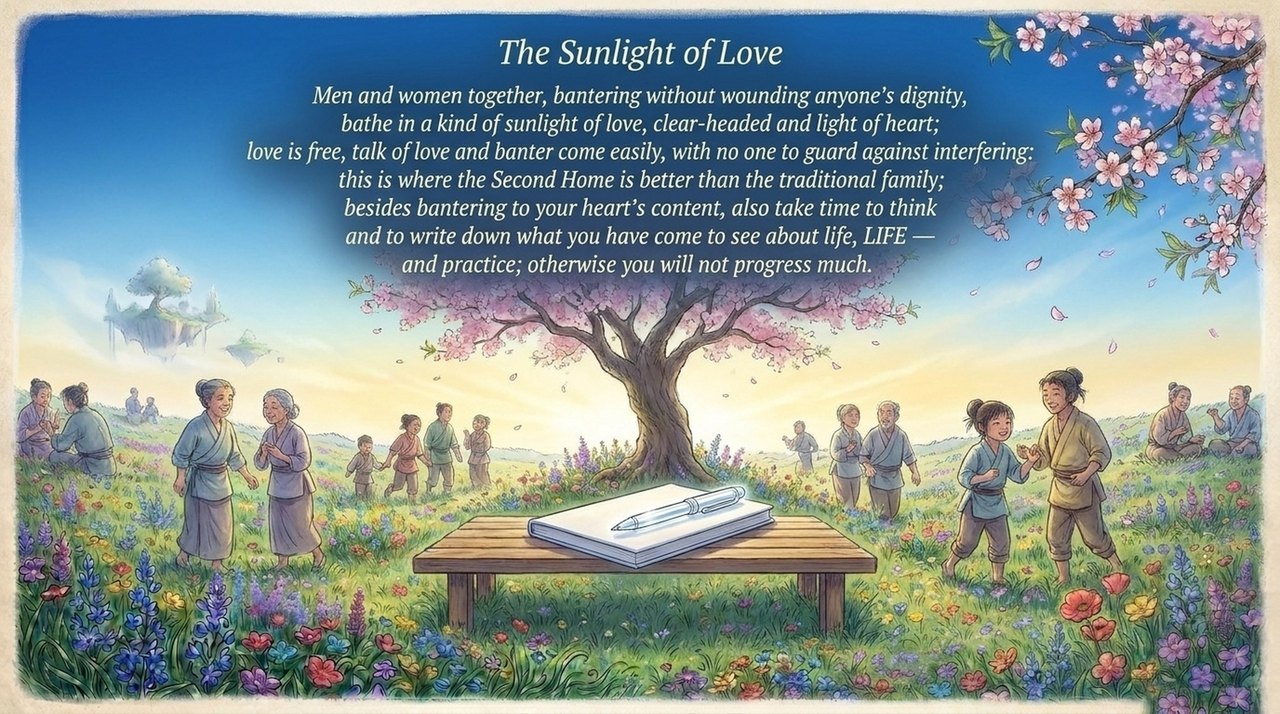 The Sunlight of Love
Men and women together, bantering without wounding anyone’s dignity,
bathe in a kind of sunlight of love, clear-headed and light of heart;
love is free, talk of love and banter come easily, with no one to guard against interfering:
this is where the Second Home is better than the traditional family;
besides bantering to your heart’s content, also take time to think
and to write down what you have come to see about life, LIFE —
and practice; otherwise you will not progress much.